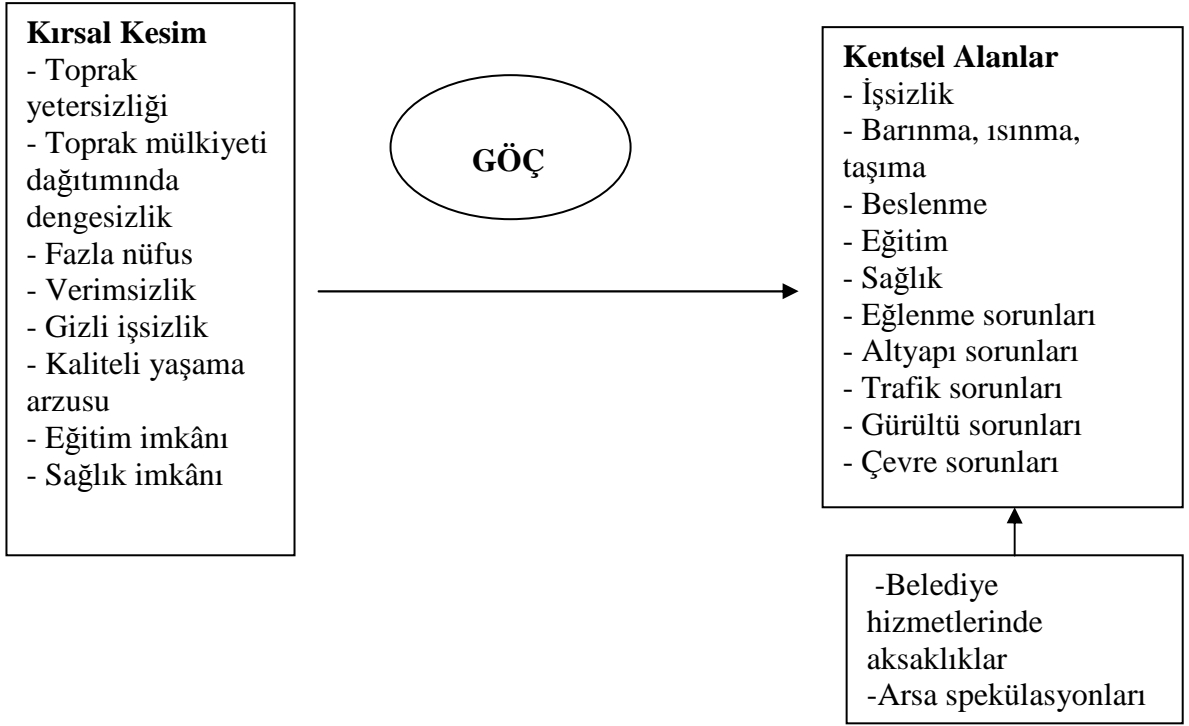 Kırsal Kesim
- Toprak
yetersizliği
- Toprak mülkiyeti
dağıtımında
dengesizlik
- Fazla nüfus
- Verimsizlik
- Gizli işsizlik
- Kaliteli yaşama
arzusu
- Eğitim imkânı
- Sağlık imkânı
GÖÇ
Kentsel Alanlar
- İşsizlik
- Barınma, ısınma,
taşıma
- Beslenme
- Eğitim
- Sağlık
- Eğlenme sorunları
- Altyapı sorunları
- Trafik sorunları
- Gürültü sorunları
- Çevre sorunları
-Belediye
hizmetlerinde
aksaklıklar
-Arsa spekülasyonları